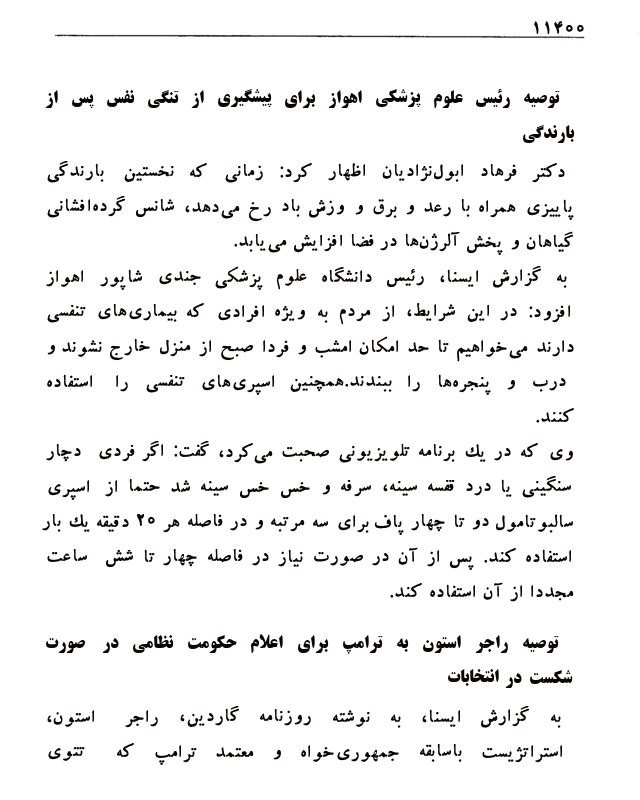 ۱۱۴۰۰
توصیه رئیس علوم پزشکی اهواز برای پیشگیری از تنگی نفس پس از
بارندگی
دکتر فرهاد ابول‌نژادیان اظهار کرد: زمانی که نخستین بارندگی
پاییزی همراه با رعد و برق و وزش باد رخ می‌دهد، شانس گرده‌افشانی
گیاهان و پخش آلرژن‌ها در فضا افزایش می‌یابد.
به گزارش ایسنا، رئیس دانشگاه علوم پزشکی جندی شاپور اهواز
افزود: در این شرایط، از مردم به ویژه افرادی که بیماری‌های تنفسی
دارند می‌خواهیم تا حد امکان امشب و فردا صبح از منزل خارج نشوند و
درب و پنجره‌ها را ببندند.همچنین اسپری‌های تنفسی را استفاده
کنند.
وی که در یك برنامه تلویزیونی صحبت می‌کرد، گفت: اگر فردی دچار
سنگینی یا درد قفسه سینه، سرفه و خس خس سینه شد حتما از اسپری
سالبوتامول دو تا چهار پاف برای سه مرتبه و در فاصله هر ۲۰ دقیقه یك بار
استفاده کند. پس از آن در صورت نیاز در فاصله چهار تا شش ساعت
مجددا از آن استفاده کند.
توصیه راجر استون به ترامپ برای اعلام حکومت نظامی در صورت
شکست در انتخابات
به گزارش ایسنا، به نوشته روزنامه گاردین، راجر استون،
استراتژیست باسابقه جمهوری‌خواه و معتمد ترامپ که تتوی